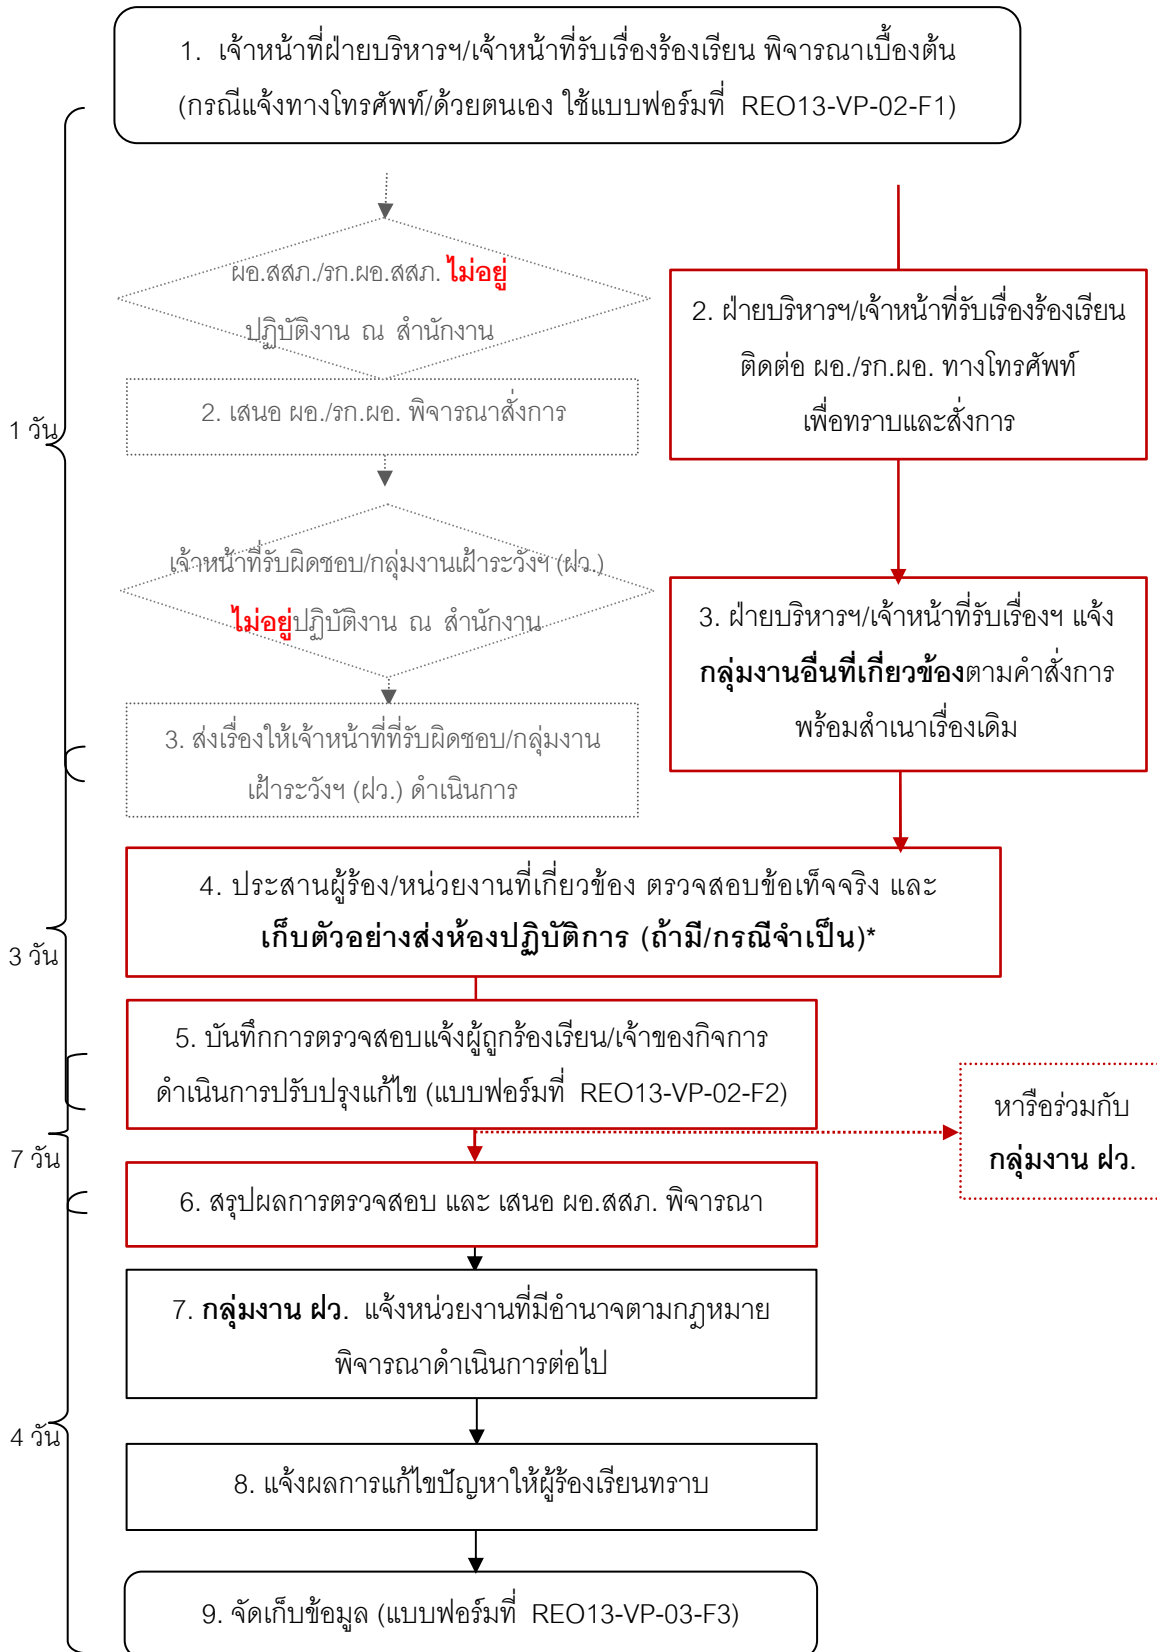 1. เจ้าหน้าที่ฝ่ายบริหารฯ/เจ้าหน้าที่รับเรื่องร้องเรียน พิจารณาเบื้องต้น
(กรณีแจ้งทางโทรศัพท์/ด้วยตนเอง ใช้แบบฟอร์มที่ REO13-VP-02-F1)
ผอ.สสภ./รก.ผอ.สสภ. ไม่อยู่
ปฏิบัติงาน ณ สำนักงาน
2. เสนอ ผอ./รก.ผอ. พิจารณาสั่งการ
เจ้าหน้าที่รับผิดชอบ/กลุ่มงานเฝ้าระวังฯ (ฝว.)
ไม่อยู่ปฏิบัติงาน ณ สำนักงาน
3. ส่งเรื่องให้เจ้าหน้าที่ที่รับผิดชอบ/กลุ่มงาน
เฝ้าระวังฯ (ฝว.) ดำเนินการ
2. ฝ่ายบริหารฯ/เจ้าหน้าที่รับเรื่องร้องเรียน
ติดต่อ ผอ./รก.ผอ. ทางโทรศัพท์
เพื่อทราบและสั่งการ
3. ฝ่ายบริหารฯ/เจ้าหน้าที่รับเรื่องฯ แจ้ง
กลุ่มงานอื่นที่เกี่ยวข้องตามคำสั่งการ
พร้อมสำเนาเรื่องเดิม
1 วัน
4. ประสานผู้ร้อง/หน่วยงานที่เกี่ยวข้อง ตรวจสอบข้อเท็จจริง และ
เก็บตัวอย่างส่งห้องปฏิบัติการ (ถ้ามี/กรณีจำเป็น)*
3 วัน
5. บันทึกการตรวจสอบแจ้งผู้ถูกร้องเรียน/เจ้าของกิจการ
ดำเนินการปรับปรุงแก้ไข (แบบฟอร์มที่ REO13-VP-02-F2)
หารือร่วมกับ
กลุ่มงาน ฝว.
7 วัน
6. สรุปผลการตรวจสอบ และ เสนอ ผอ.สสภ. พิจารณา
7. กลุ่มงาน ฝว. แจ้งหน่วยงานที่มีอำนาจตามกฎหมาย
พิจารณาดำเนินการต่อไป
4 วัน
8. แจ้งผลการแก้ไขปัญหาให้ผู้ร้องเรียนทราบ
9. จัดเก็บข้อมูล (แบบฟอร์มที่ REO13-VP-03-F3)